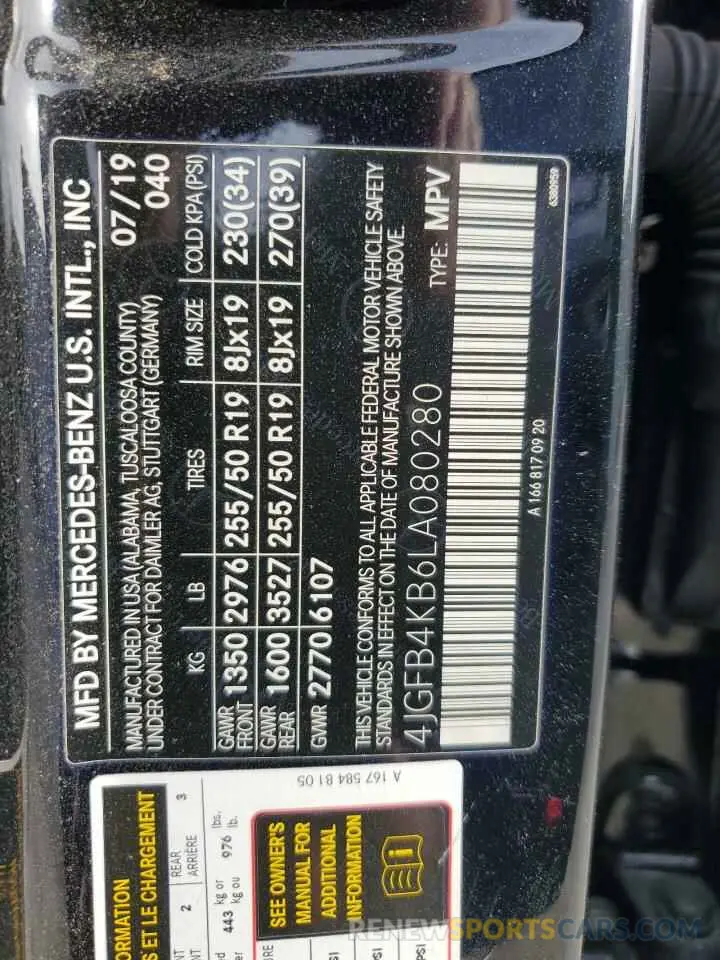 MFD BY MERCEDES-BENZ U.S. INTL., INC
MANUFACTURED IN USA (ALABAMA, TUSCALOOSA COUNTY) 07/19
UNDER CONTRACT FOR DAIMLER AG, STUTTGART (GERMANY) 040
KG LB TIRES RIM SIZE COLD KPA (PSI)
GAWR FRONT 1350 2976 255/50 R19 8Jx19 230(34)
GAWR REAR 1600 3527 255/50 R19 8Jx19 270(39)
GVWR 2770 6107
THIS VEHICLE CONFORMS TO ALL APPLICABLE FEDERAL MOTOR VEHICLE SAFETY
STANDARDS IN EFFECT ON THE DATE OF MANUFACTURE SHOWN ABOVE.
4JGFB4KB6LA080280 TYPE: MPV
A 166 817 09 20
6380959
A 167 584 81 05
S ET LE CHARGEMENT
2 REAR ARRIÈRE 3
443 kg or lbs.
kg ou 976 lb.
SEE OWNER'S
MANUAL FOR
ADDITIONAL
INFORMATION
RENEWSPORTSCARS.COM